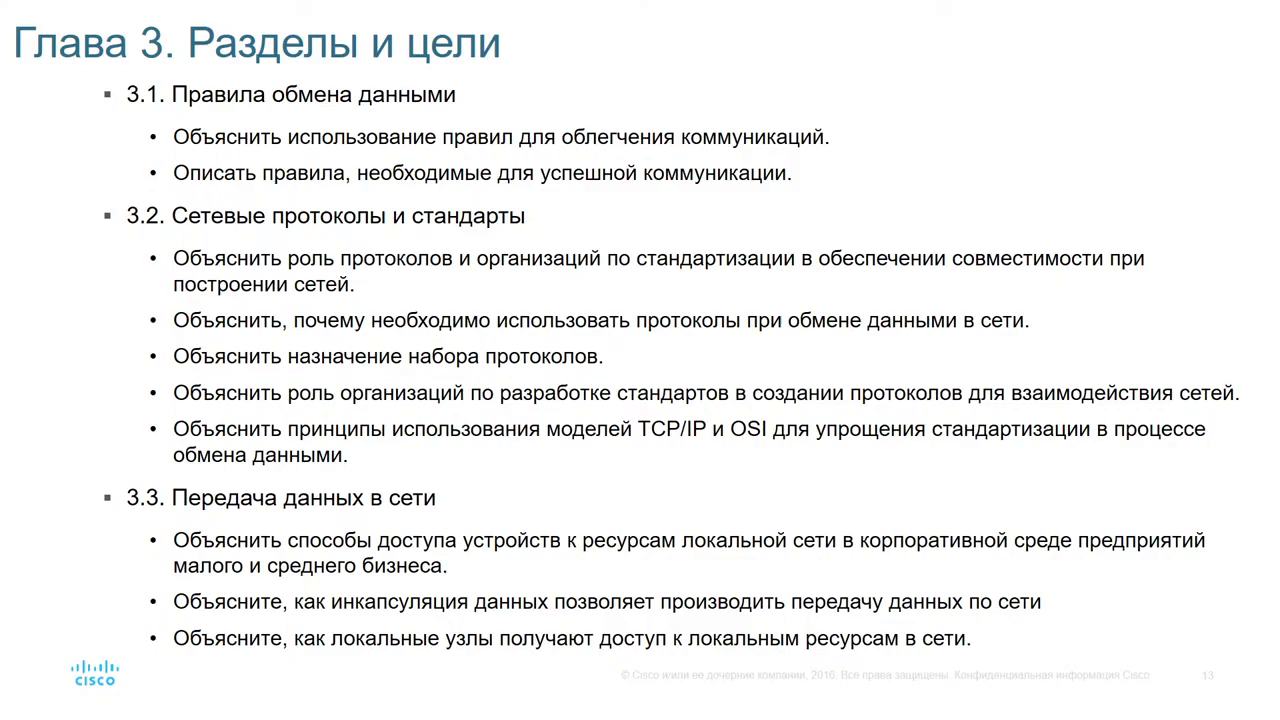 Глава 3. Разделы и цели
▪ 3.1. Правила обмена данными
• Объяснить использование правил для облегчения коммуникаций.
• Описать правила, необходимые для успешной коммуникации.
▪ 3.2. Сетевые протоколы и стандарты
• Объяснить роль протоколов и организаций по стандартизации в обеспечении совместимости при
построении сетей.
• Объяснить, почему необходимо использовать протоколы при обмене данными в сети.
• Объяснить назначение набора протоколов.
• Объяснить роль организаций по разработке стандартов в создании протоколов для взаимодействия сетей.
• Объяснить принципы использования моделей TCP/IP и OSI для упрощения стандартизации в процессе
обмена данными.
▪ 3.3. Передача данных в сети
• Объяснить способы доступа устройств к ресурсам локальной сети в корпоративной среде предприятий
малого и среднего бизнеса.
• Объясните, как инкапсуляция данных позволяет производить передачу данных по сети
• Объясните, как локальные узлы получают доступ к локальным ресурсам в сети.
CISCO
© Cisco и/или ее дочерние компании, 2016. Все права защищены. Конфиденциальная информация Cisco
13